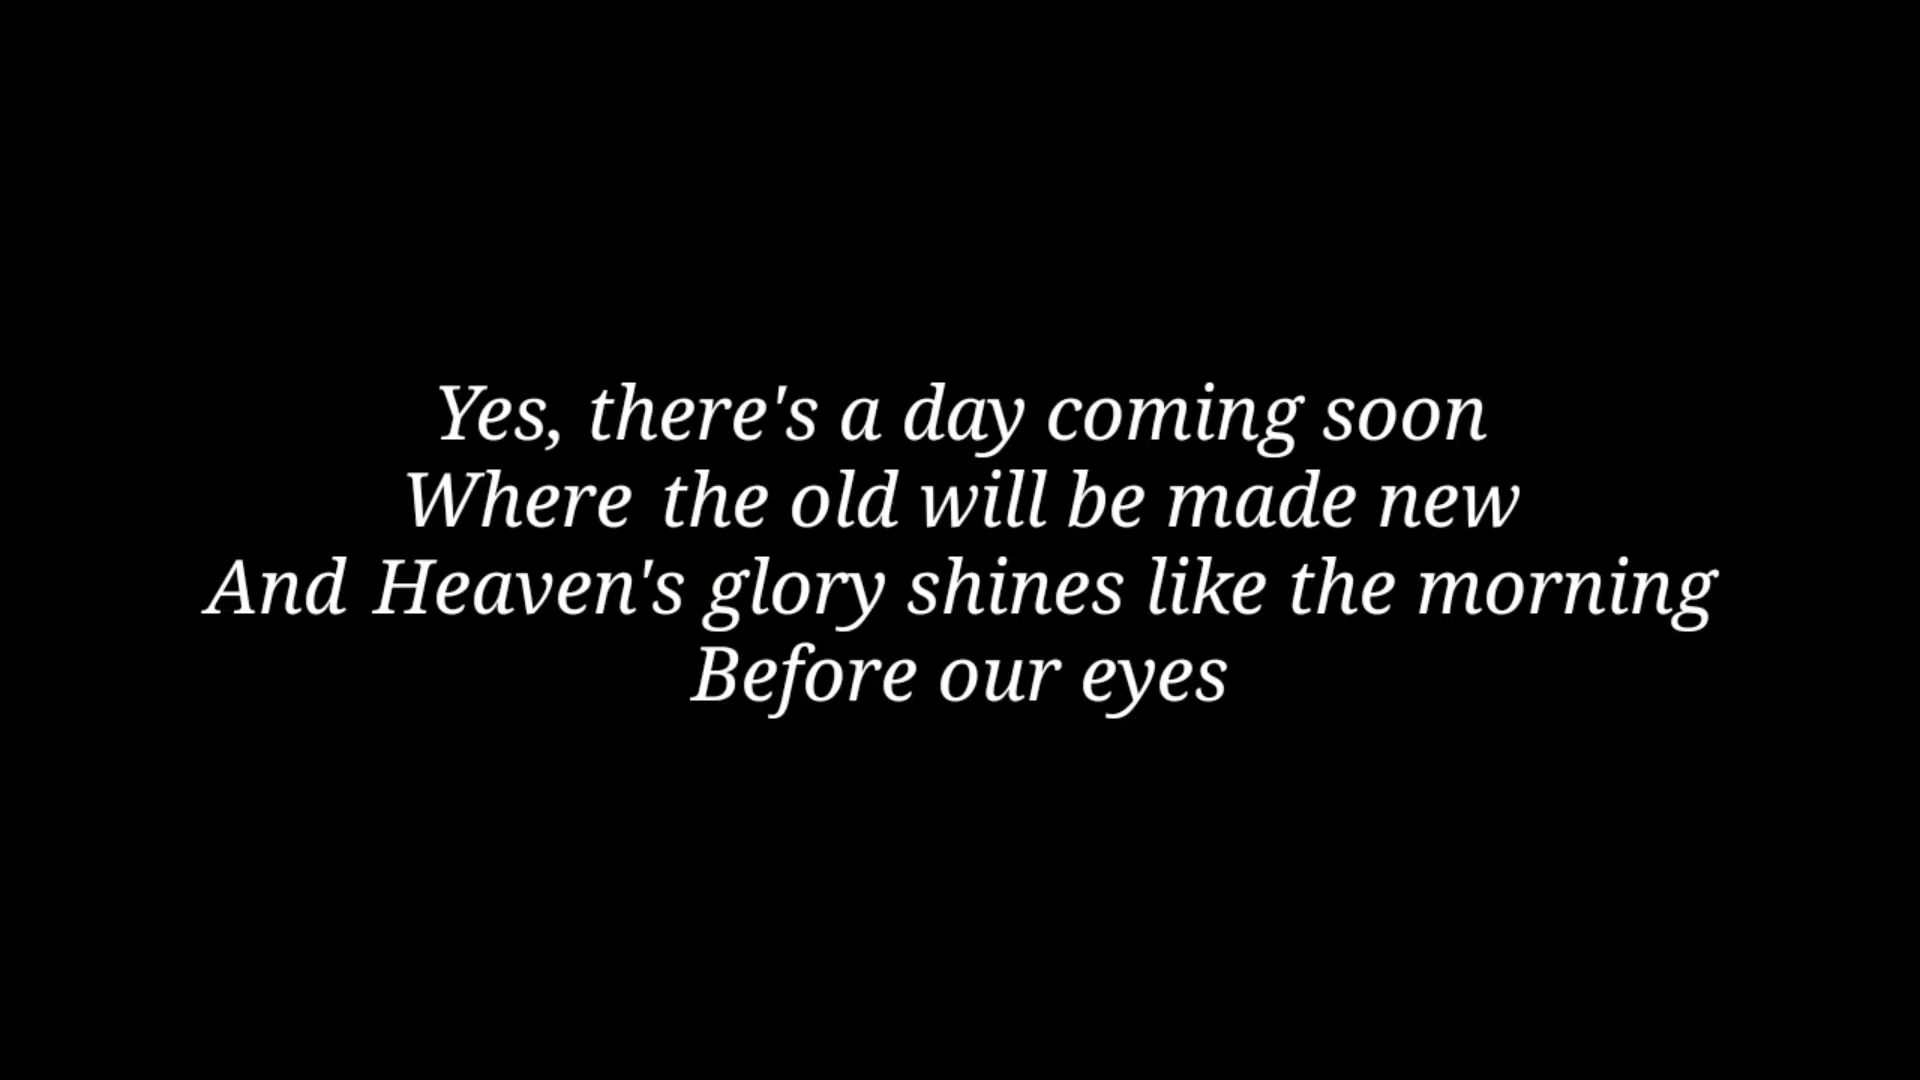 Yes, there's a day coming soon
Where the old will be made new
And Heaven's glory shines like the morning
Before our eyes